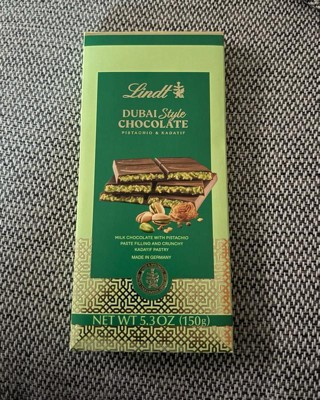 Lindt
DUBAI Style
CHOCOLATE
PISTACHIO & KADAYIF
MILK CHOCOLATE WITH PISTACHIO
PASTE FILLING AND CRUNCHY
KADAYIF PASTRY
MADE IN GERMANY
NET WT 5.3 OZ (150g)